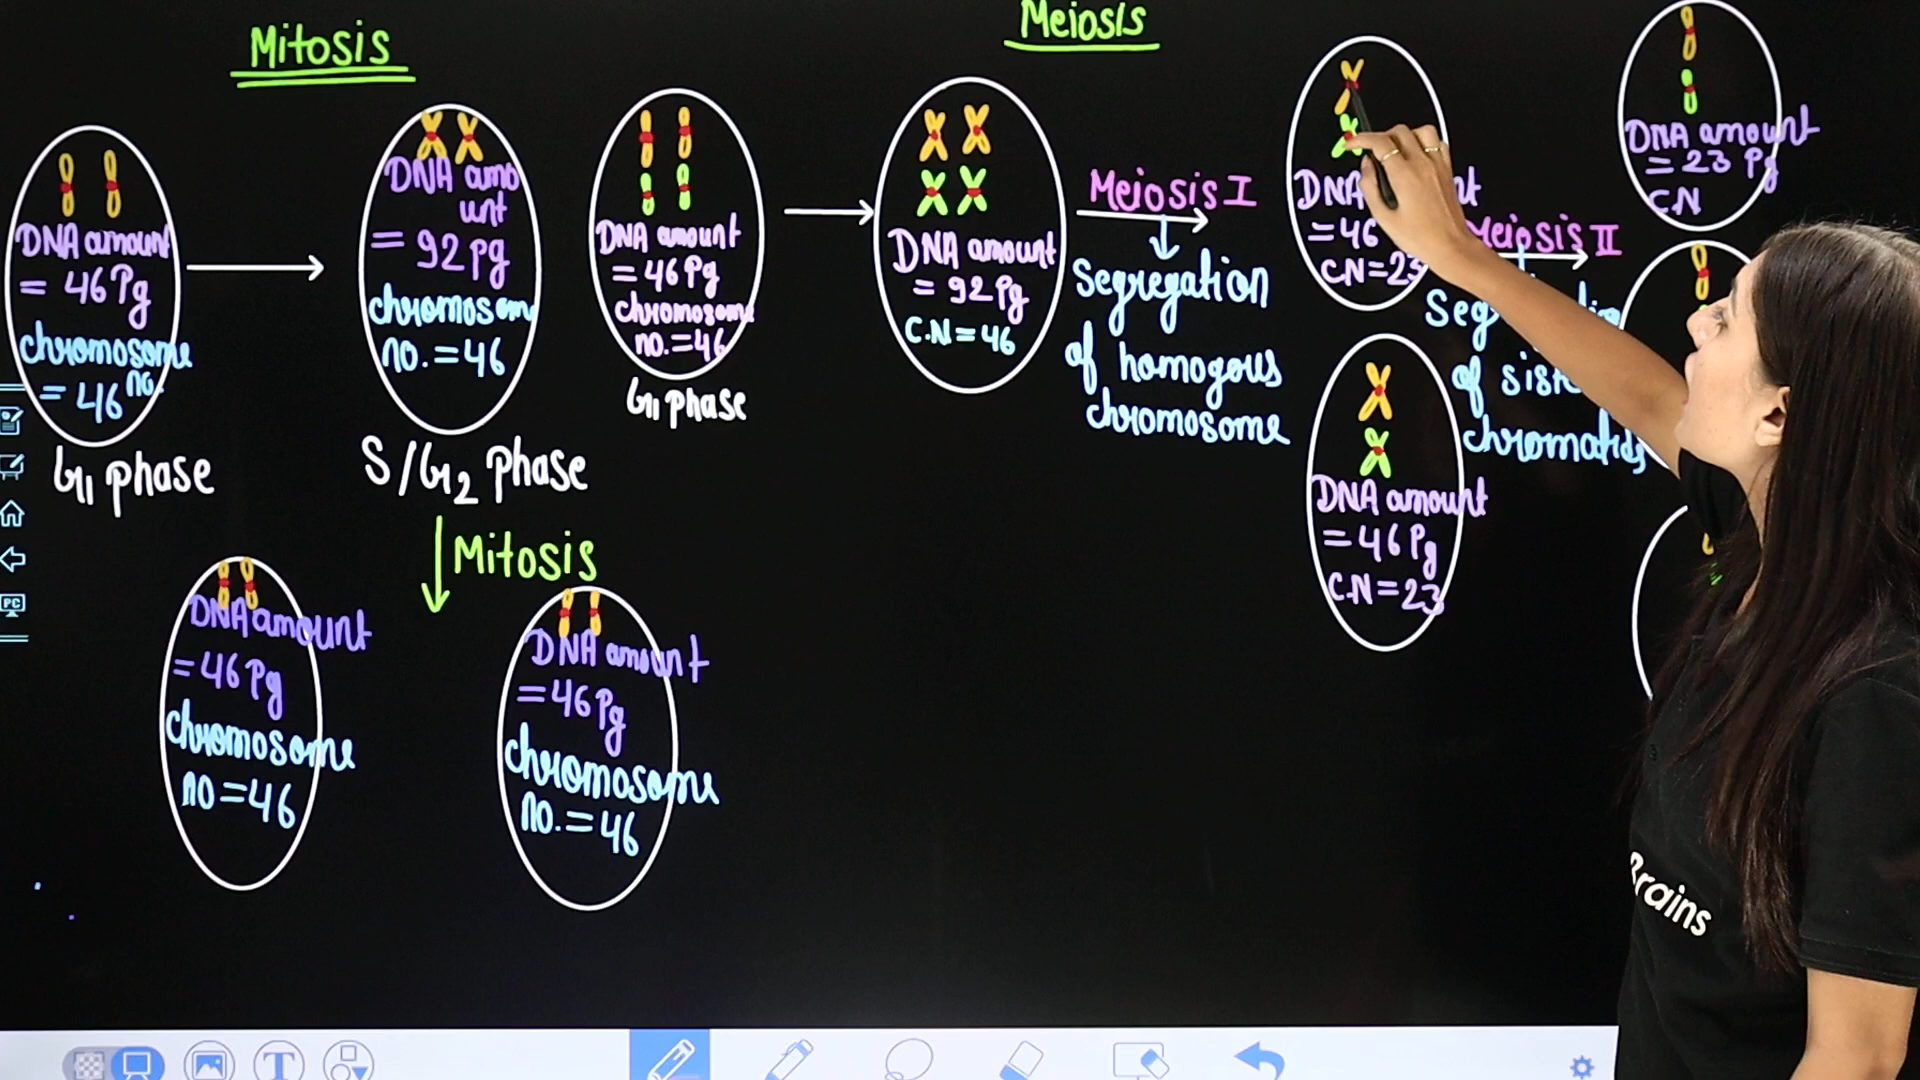 Mitosis
DNA amount
= 46 Pg
chromosome
no.
= 46
G1 phase
DNA amo
unt
= 92 pg
chromosom
no. = 46
S/G2 phase
Mitosis
DNA amount
= 46 Pg
chromosome
no = 46
DNA amount
= 46 Pg
chromosome
no. = 46
Meiosis
DNA amount
= 46 Pg
chromosome
no. = 46
G1 phase
DNA amount
= 92 Pg
C.N = 46
Meiosis I
Segregation
of homogous
chromosome
DNA
= 46
C.N = 23
DNA amount
= 46 Pg
C.N = 23
Meiosis II
of
chromatids
DNA amount
= 23 Pg
C.N
PC
T
Brains